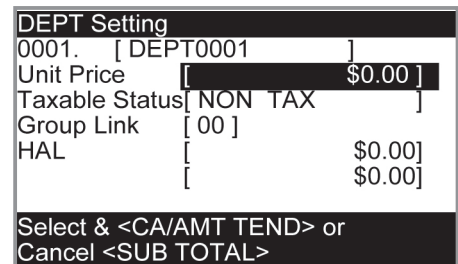 DEPT Setting
0001. [ DEPT0001 ]
Unit Price [ $0.00 ]
Taxable Status[ NON TAX ]
Group Link [ 00 ]
HAL [ $0.00]
[ $0.00]
Select & <CA/AMT TEND> or
Cancel <SUB TOTAL>